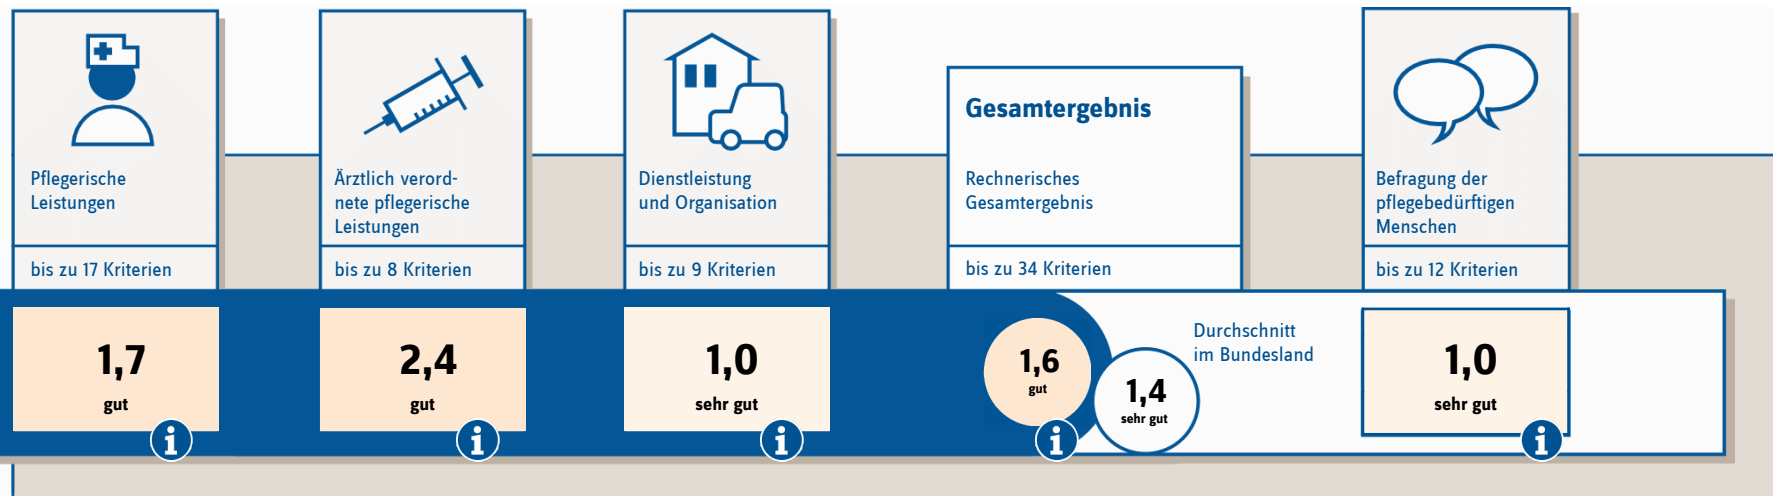 Pflegerische
Leistungen
bis zu 17 Kriterien
1,7
gut
i
Ärztlich verord-
nete pflegerische
Leistungen
bis zu 8 Kriterien
2,4
gut
i
Dienstleistung
und Organisation
bis zu 9 Kriterien
1,0
sehr gut
i
Gesamtergebnis
Rechnerisches
Gesamtergebnis
bis zu 34 Kriterien
1,6
gut
i
1,4
sehr gut
Durchschnitt
im Bundesland
Befragung der
pflegebedürftigen
Menschen
bis zu 12 Kriterien
1,0
sehr gut
i